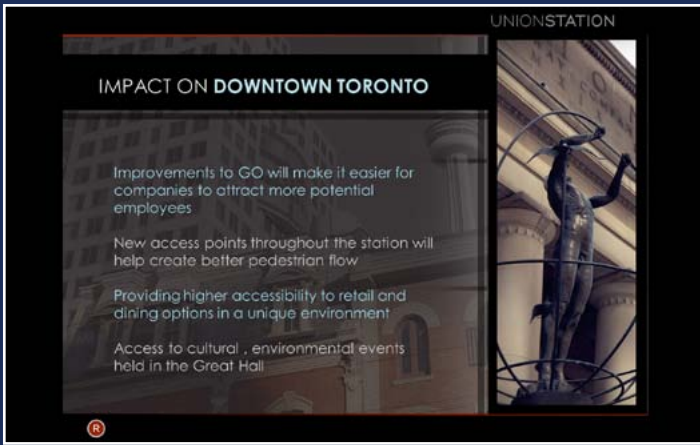 UNIONSTATION
IMPACT ON DOWNTOWN TORONTO
Improvements to GO will make it easier for
companies to attract more potential
employees
New access points throughout the station will
help create better pedestrian flow
Providing higher accessibility to retail and
dining options in a unique environment
Access to cultural , environmental events
held in the Great Hall
R